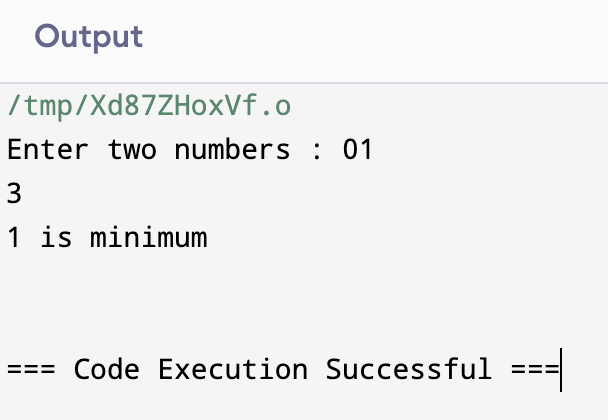 Output
/tmp/Xd87ZHoxVf.o
Enter two numbers : 01
3
1 is minimum
=== Code Execution Successful ===